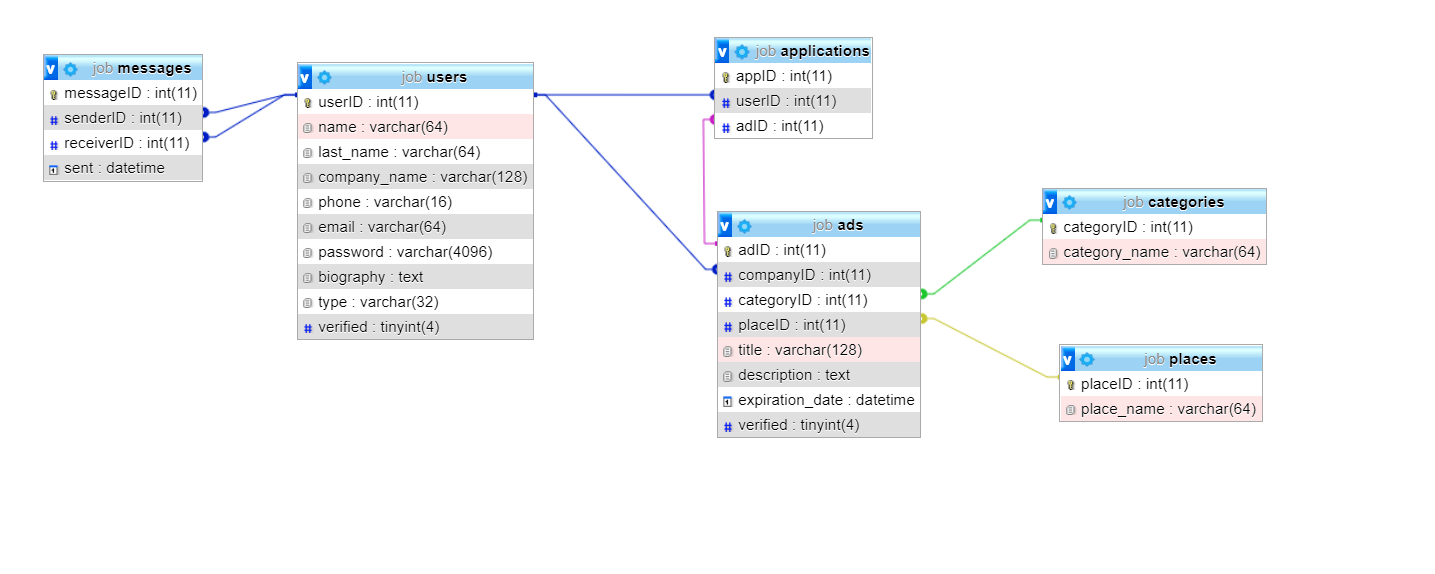 job messages
messageID : int(11)
senderID : int(11)
receiverID : int(11)
sent : datetime
job users
userID : int(11)
name : varchar(64)
last_name : varchar(64)
company_name : varchar(128)
phone : varchar(16)
email : varchar(64)
password : varchar(4096)
biography : text
type : varchar(32)
verified : tinyint(4)
job applications
appID : int(11)
userID : int(11)
adID : int(11)
job ads
adID : int(11)
companyID : int(11)
categoryID : int(11)
placeID : int(11)
title : varchar(128)
description : text
expiration_date : datetime
verified : tinyint(4)
job categories
categoryID : int(11)
category_name : varchar(64)
job places
placeID : int(11)
place_name : varchar(64)